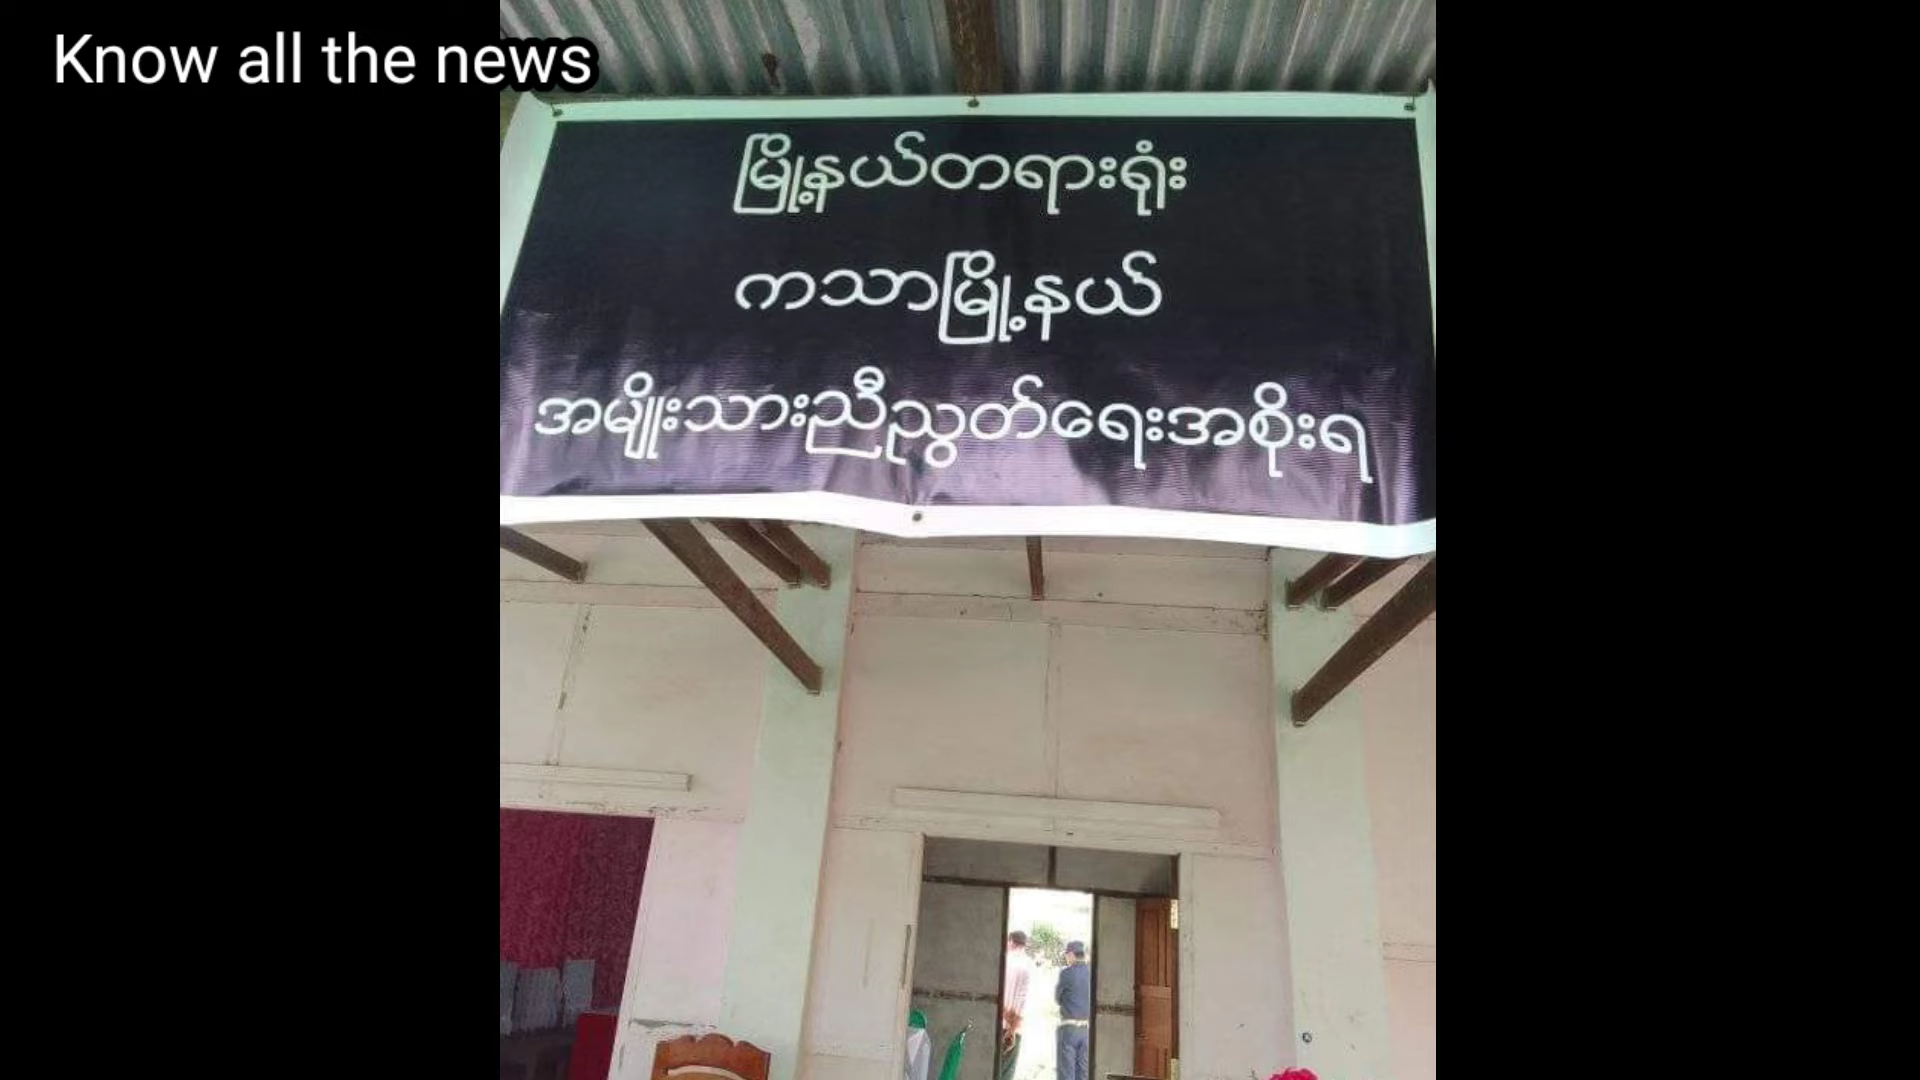 Know all the news
မြို့နယ်တရားရုံး
ကသာမြို့နယ်
အမျိုးသားညီညွတ်ရေးအစိုးရ